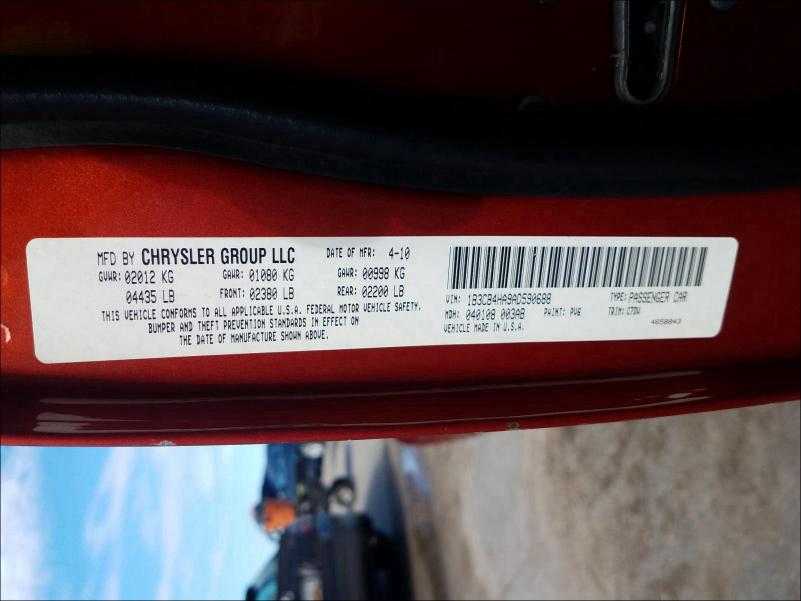 MFD BY CHRYSLER GROUP LLC DATE OF MFR: 4-10
GVWR: 02012 KG GAWR: 01080 KG GAWR: 00998 KG
04435 LB FRONT: 02380 LB REAR: 02200 LB
THIS VEHICLE CONFORMS TO ALL APPLICABLE U.S.A. FEDERAL MOTOR VEHICLE SAFETY,
BUMPER AND THEFT PREVENTION STANDARDS IN EFFECT ON
THE DATE OF MANUFACTURE SHOWN ABOVE.
VIN: 1B3CB4HA9AD590688 TYPE: PASSENGER CAR
MDH: 040108 003AB PAINT: PV6 TRIM: C7DV
VEHICLE MADE IN U.S.A. 4658843